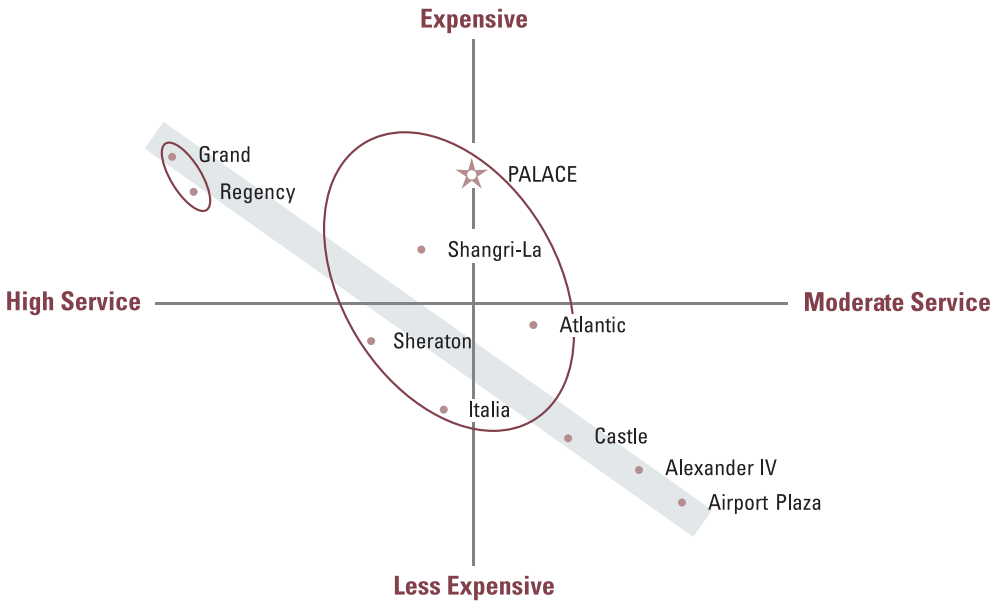 Expensive
Grand
PALACE
Regency
Shangri-La
High Service
Moderate Service
Atlantic
Sheraton
Italia
Castle
Alexander IV
Airport Plaza
Less Expensive